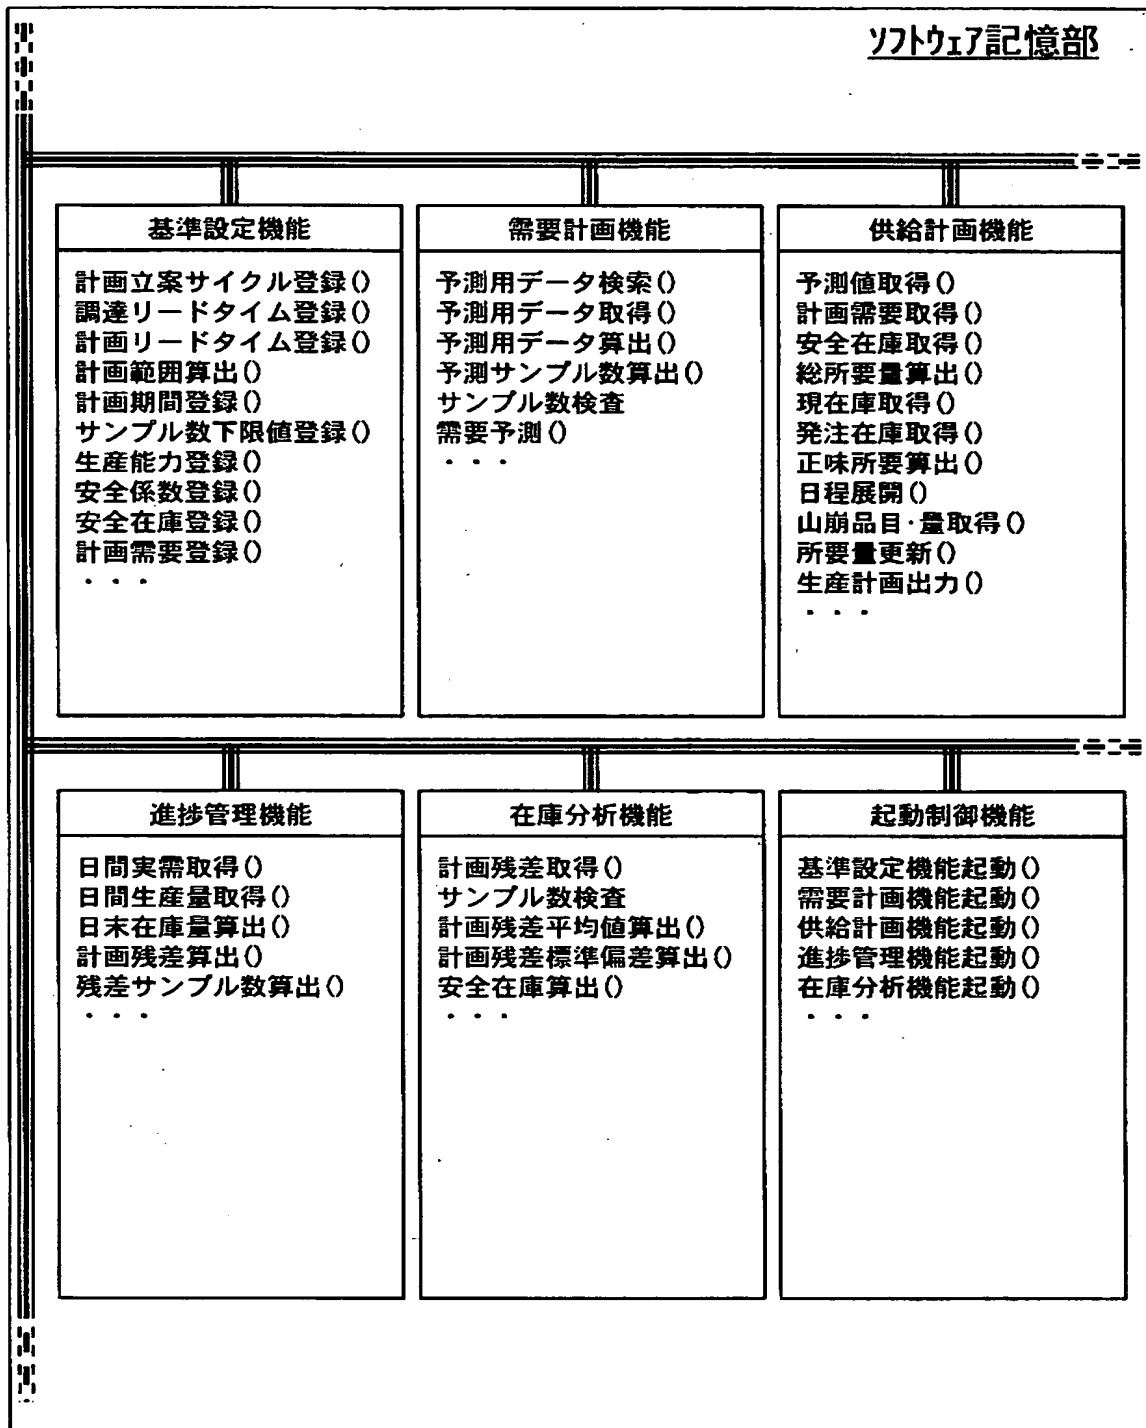 ソフトウェア記憶部
基準設定機能
計画立案サイクル登録()
調達リードタイム登録()
計画リードタイム登録()
計画範囲算出()
計画期間登録()
サンプル数下限値登録()
生産能力登録()
安全係数登録()
安全在庫登録()
計画需要登録()
・・・
需要計画機能
予測用データ検索()
予測用データ取得()
予測用データ算出()
予測サンプル数算出()
サンプル数検査
需要予測()
・・・
供給計画機能
予測値取得()
計画需要取得()
安全在庫取得()
総所要量算出()
現在庫取得()
発注在庫取得()
正味所要算出()
日程展開()
山崩品目・量取得()
所要量更新()
生産計画出力()
・・・
進捗管理機能
日間実需取得()
日間生産量取得()
日末在庫量算出()
計画残差算出()
残差サンプル数算出()
・・・
在庫分析機能
計画残差取得()
サンプル数検査
計画残差平均値算出()
計画残差標準偏差算出()
安全在庫算出()
・・・
起動制御機能
基準設定機能起動()
需要計画機能起動()
供給計画機能起動()
進捗管理機能起動()
在庫分析機能起動()
・・・